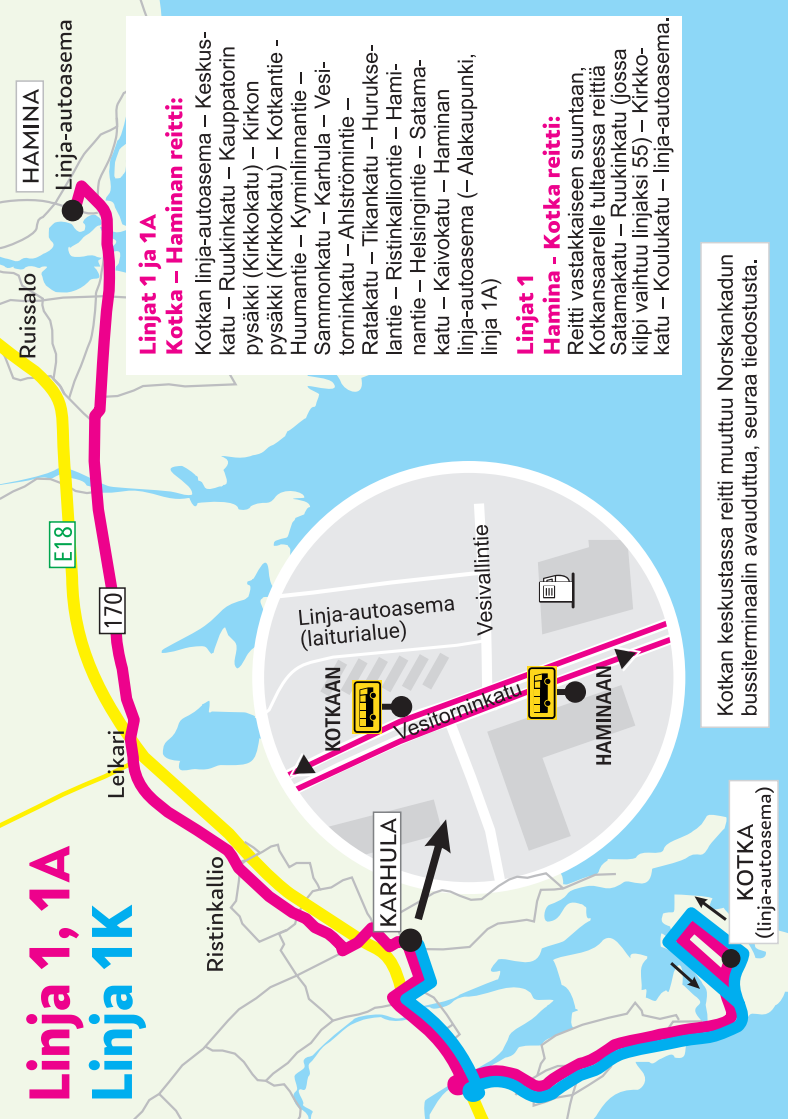 Linja 1, 1A
Linja 1K
Ristinkallio
Leikari
170
E18
Ruissalo
HAMINA
Linja-autoasema
KARHULA
KOTKA
(linja-autoasema)
Linja-autoasema
(laiturialue)
KOTKAAN
Vesitorninkatu
Vesivallintie
HAMINAAN
Linjat 1 ja 1A
Kotka – Haminan reitti:
Kotkan linja-autoasema – Keskus-
katu – Ruukinkatu – Kauppatorin
pysäkki (Kirkkokatu) – Kirkon
pysäkki (Kirkkokatu) – Kotkantie -
Huumantie – Kyminlinnantie –
Sammonkatu – Karhula – Vesi-
torninkatu – Ahlströmintie –
Ratakatu – Tikankatu – Hurukse-
lantie – Ristinkalliontie – Hami-
nantie – Helsingintie – Satama-
katu – Kaivokatu – Haminan
linja-autoasema (– Alakaupunki,
linja 1A)
Linjat 1
Hamina - Kotka reitti:
Reitti vastakkaiseen suuntaan,
Kotkansaarelle tultaessa reittiä
Satamakatu – Ruukinkatu (jossa
kilpi vaihtuu linjaksi 55) – Kirkko-
katu – Koulukatu – linja-autoasema.
Kotkan keskustassa reitti muuttuu Norskankadun
bussiterminaalin avauduttua, seuraa tiedostusta.